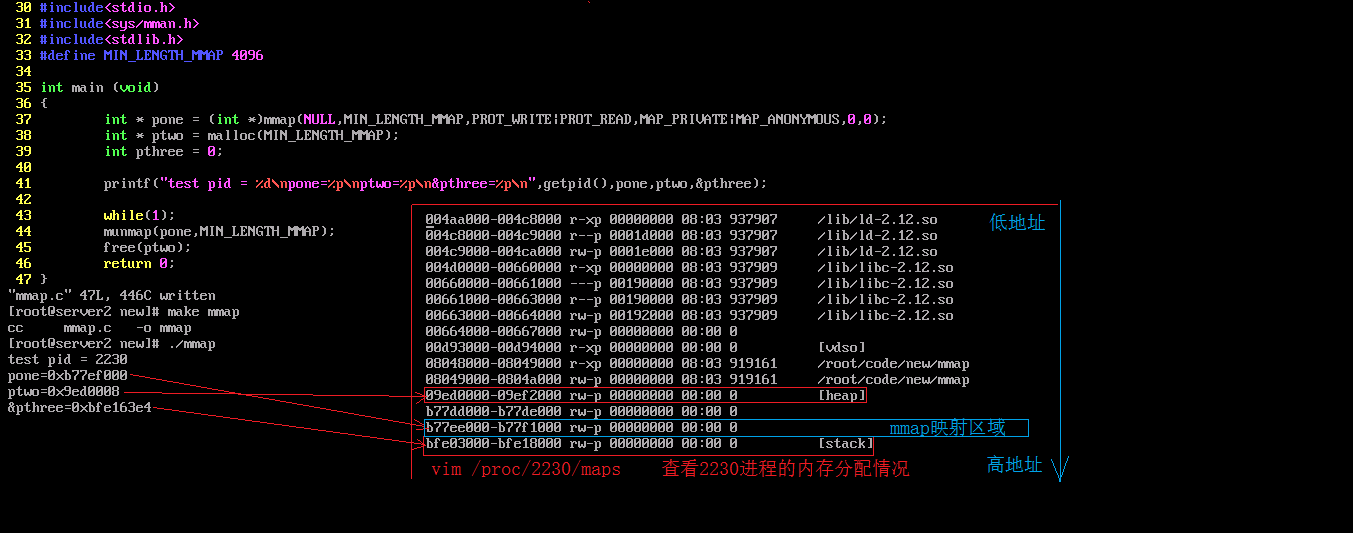 30 #include<stdio.h>
31 #include<sys/mman.h>
32 #include<stdlib.h>
33 #define MIN_LENGTH_MMAP 4096
34
35 int main (void)
36 {
37         int * pone = (int *)mmap(NULL,MIN_LENGTH_MMAP,PROT_WRITE|PROT_READ,MAP_PRIVATE|MAP_ANONYMOUS,0,0);
38         int * ptwo = malloc(MIN_LENGTH_MMAP);
39         int pthree = 0;
40
41         printf("test pid = %d\npone=%p\nptwo=%p\n&pthree=%p\n",getpid(),pone,ptwo,&pthree);
42
43         while(1);
44         munmap(pone,MIN_LENGTH_MMAP);
45         free(ptwo);
46         return 0;
47 }
"mmap.c" 47L, 446C written
[root@server2 new]# make mmap
cc     mmap.c   -o mmap
[root@server2 new]# ./mmap
test pid = 2230
pone=0xb77ef000
ptwo=0x9ed0008
&pthree=0xbfe163e4
004aa000-004c8000 r-xp 00000000 08:03 937907     /lib/ld-2.12.so
低地址
004c8000-004c9000 r--p 0001d000 08:03 937907     /lib/ld-2.12.so
004c9000-004ca000 rw-p 0001e000 08:03 937907     /lib/ld-2.12.so
004d0000-00660000 r-xp 00000000 08:03 937909     /lib/libc-2.12.so
00660000-00661000 ---p 00190000 08:03 937909     /lib/libc-2.12.so
00661000-00663000 r--p 00190000 08:03 937909     /lib/libc-2.12.so
00663000-00664000 rw-p 00192000 08:03 937909     /lib/libc-2.12.so
00664000-00667000 rw-p 00000000 00:00 0
00d93000-00d94000 r-xp 00000000 00:00 0          [vdso]
08048000-08049000 r-xp 00000000 08:03 919161     /root/code/new/mmap
08049000-0804a000 rw-p 00000000 08:03 919161     /root/code/new/mmap
09ed0000-09ef2000 rw-p 00000000 00:00 0          [heap]
b77dd000-b77de000 rw-p 00000000 00:00 0
b77ee000-b77f1000 rw-p 00000000 00:00 0
mmap映射区域
bfe03000-bfe18000 rw-p 00000000 00:00 0          [stack]
vim /proc/2230/maps    查看2230进程的内存分配情况
高地址